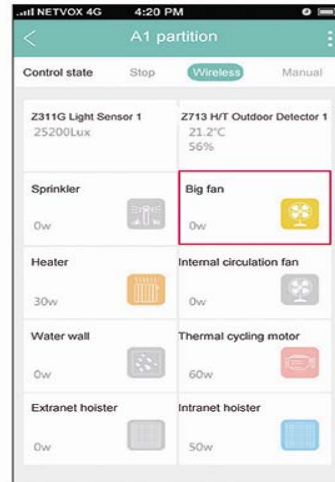 NETVOX 4G 4:20 PM
A1 partition
Control state Stop Wireless Manual
Z311G Light Sensor 1
25200Lux
Z713 H/T Outdoor Detector 1
21.2°C
56%
Sprinkler
0w
Big fan
0w
Heater
30w
Internal circulation fan
0w
Water wall
0w
Thermal cycling motor
60w
Extranet hoister
0w
Intranet hoister
50w